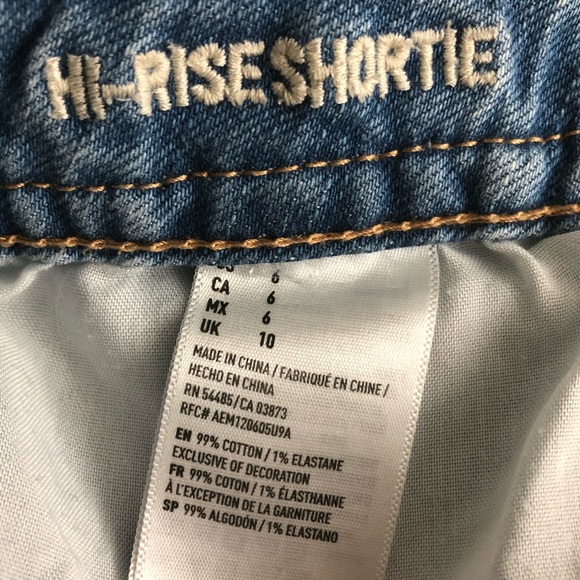 HI-RISE SHORTIE
US 6
CA 6
MX 6
UK 10
MADE IN CHINA / FABRIQUÉ EN CHINE /
HECHO EN CHINA
RN 54485 / CA 03873
RFC# AEM120605U9A
EN 99% COTTON / 1% ELASTANE
EXCLUSIVE OF DECORATION
FR 99% COTON / 1% ÉLASTHANNE
À L'EXCEPTION DE LA GARNITURE
SP 99% ALGODÓN / 1% ELASTANO